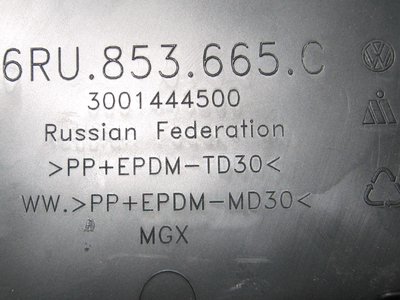 6RU.853.665.C
3001444500
Russian Federation
>PP+EPDM-TD30<
WW.>PP+EPDM-MD30<
MGX